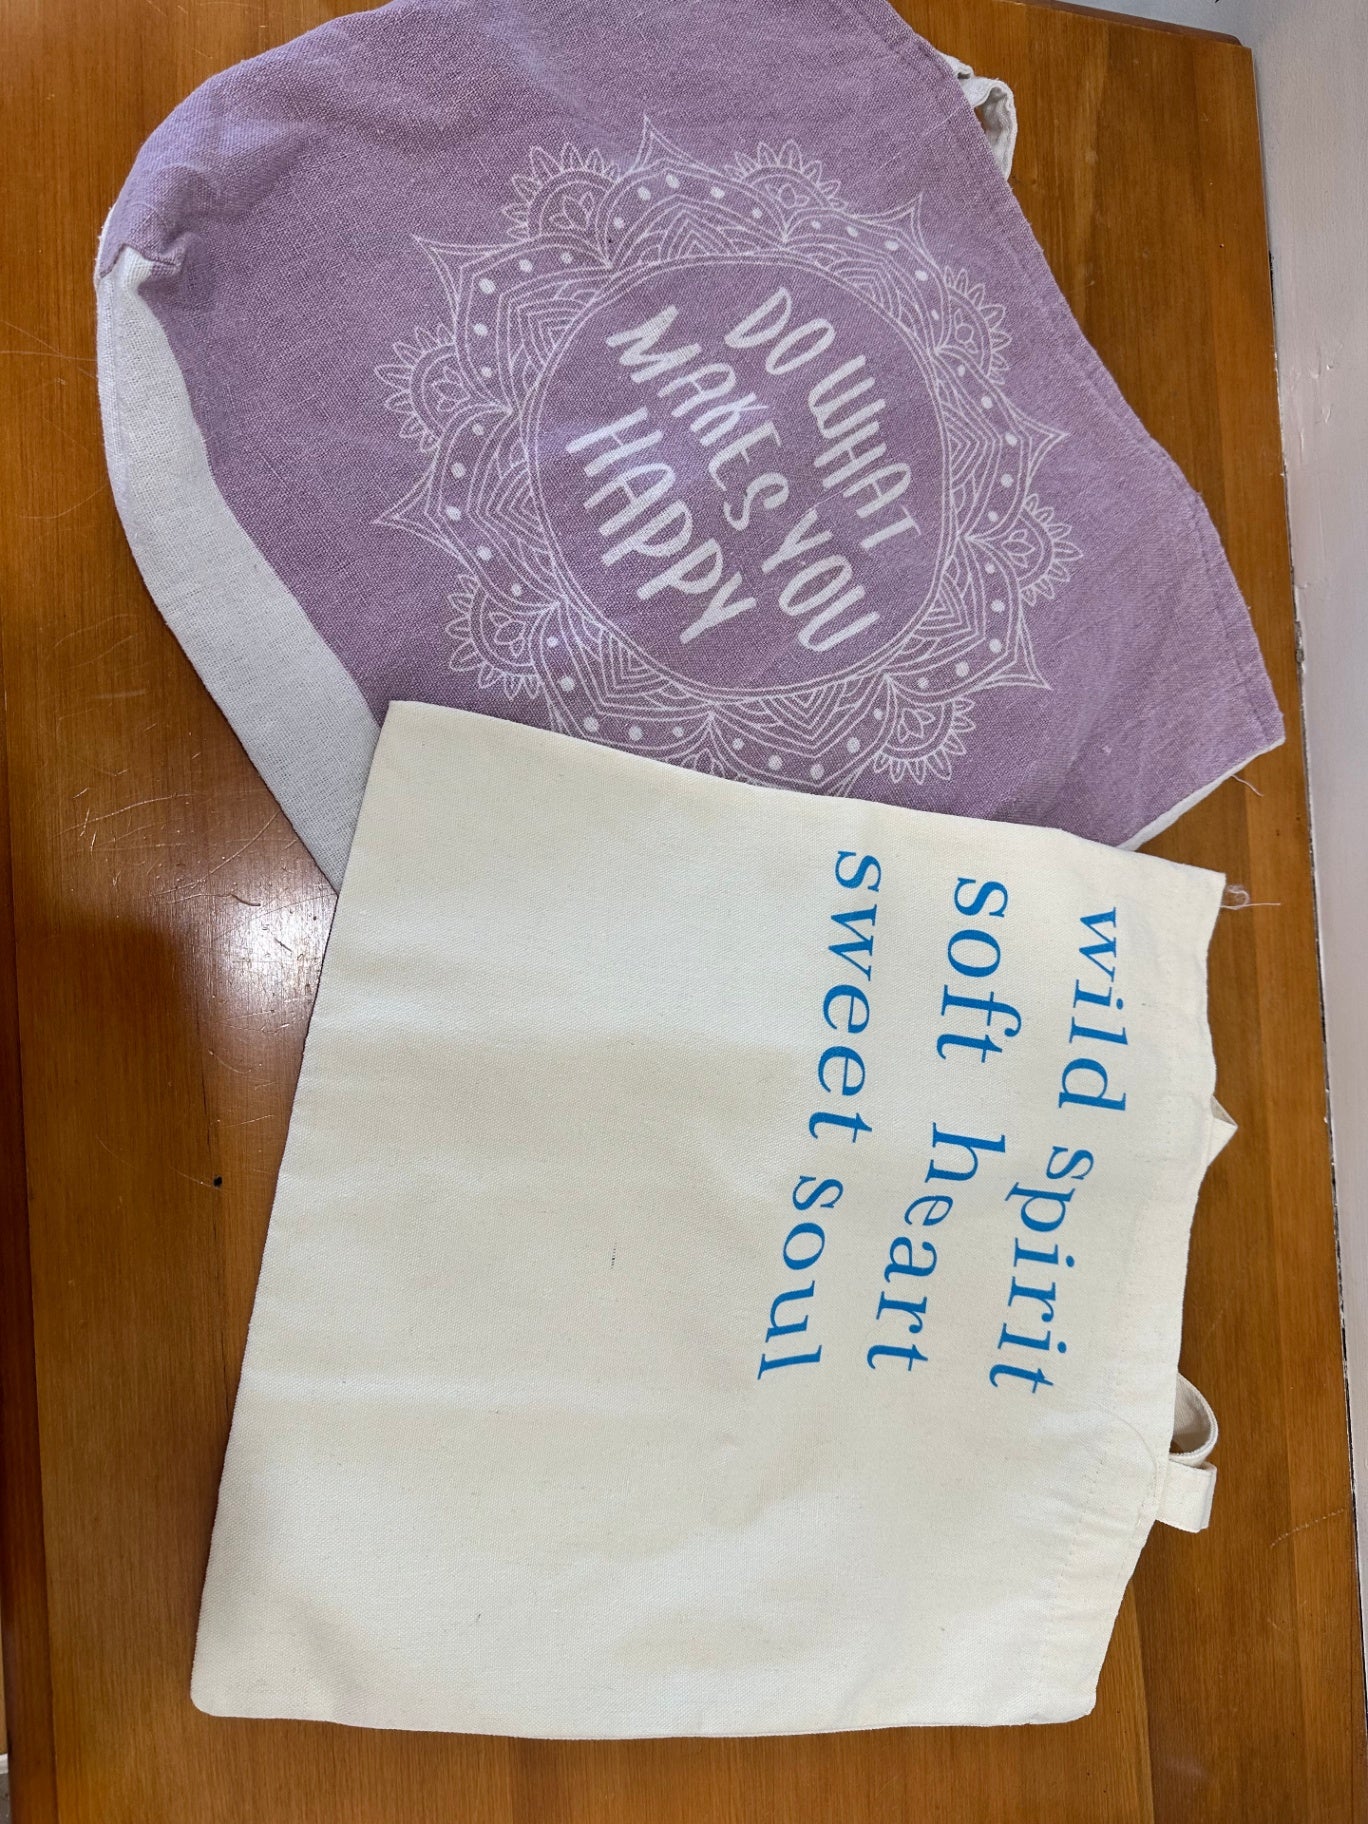 DO WHAT
MAKES YOU
HAPPY
wild spirit
soft heart
sweet soul